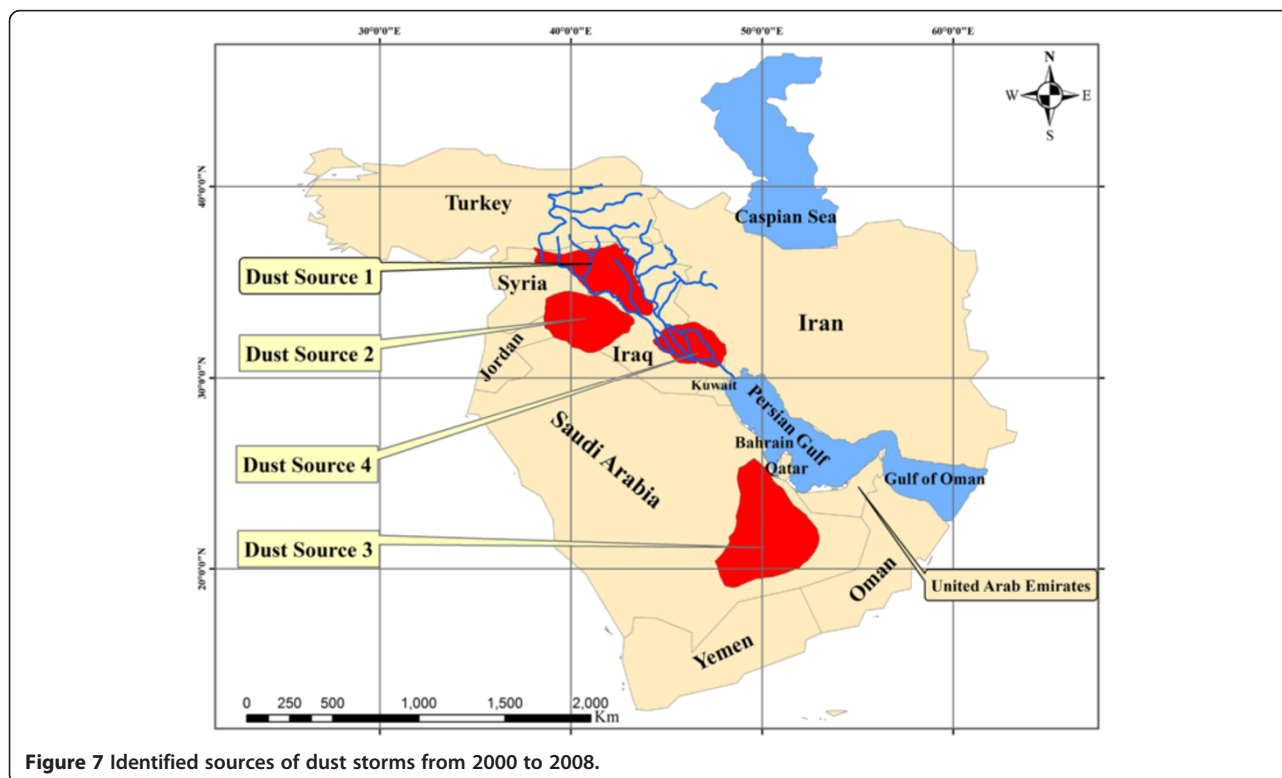 30°0'0"E 40°0'0"E 50°0'0"E 60°0'0"E
N
W E
S
40°0'0"N
Turkey
Caspian Sea
Dust Source 1
Syria
Iran
Dust Source 2
Jordan
Iraq
30°0'0"N
Kuwait
Persian Gulf
Saudi Arabia
Bahrain
Dust Source 4
Qatar
Gulf of Oman
Dust Source 3
20°0'0"N
Oman
United Arab Emirates
Yemen
0 250 500 1,000 1,500 2,000
Km
Figure 7 Identified sources of dust storms from 2000 to 2008.